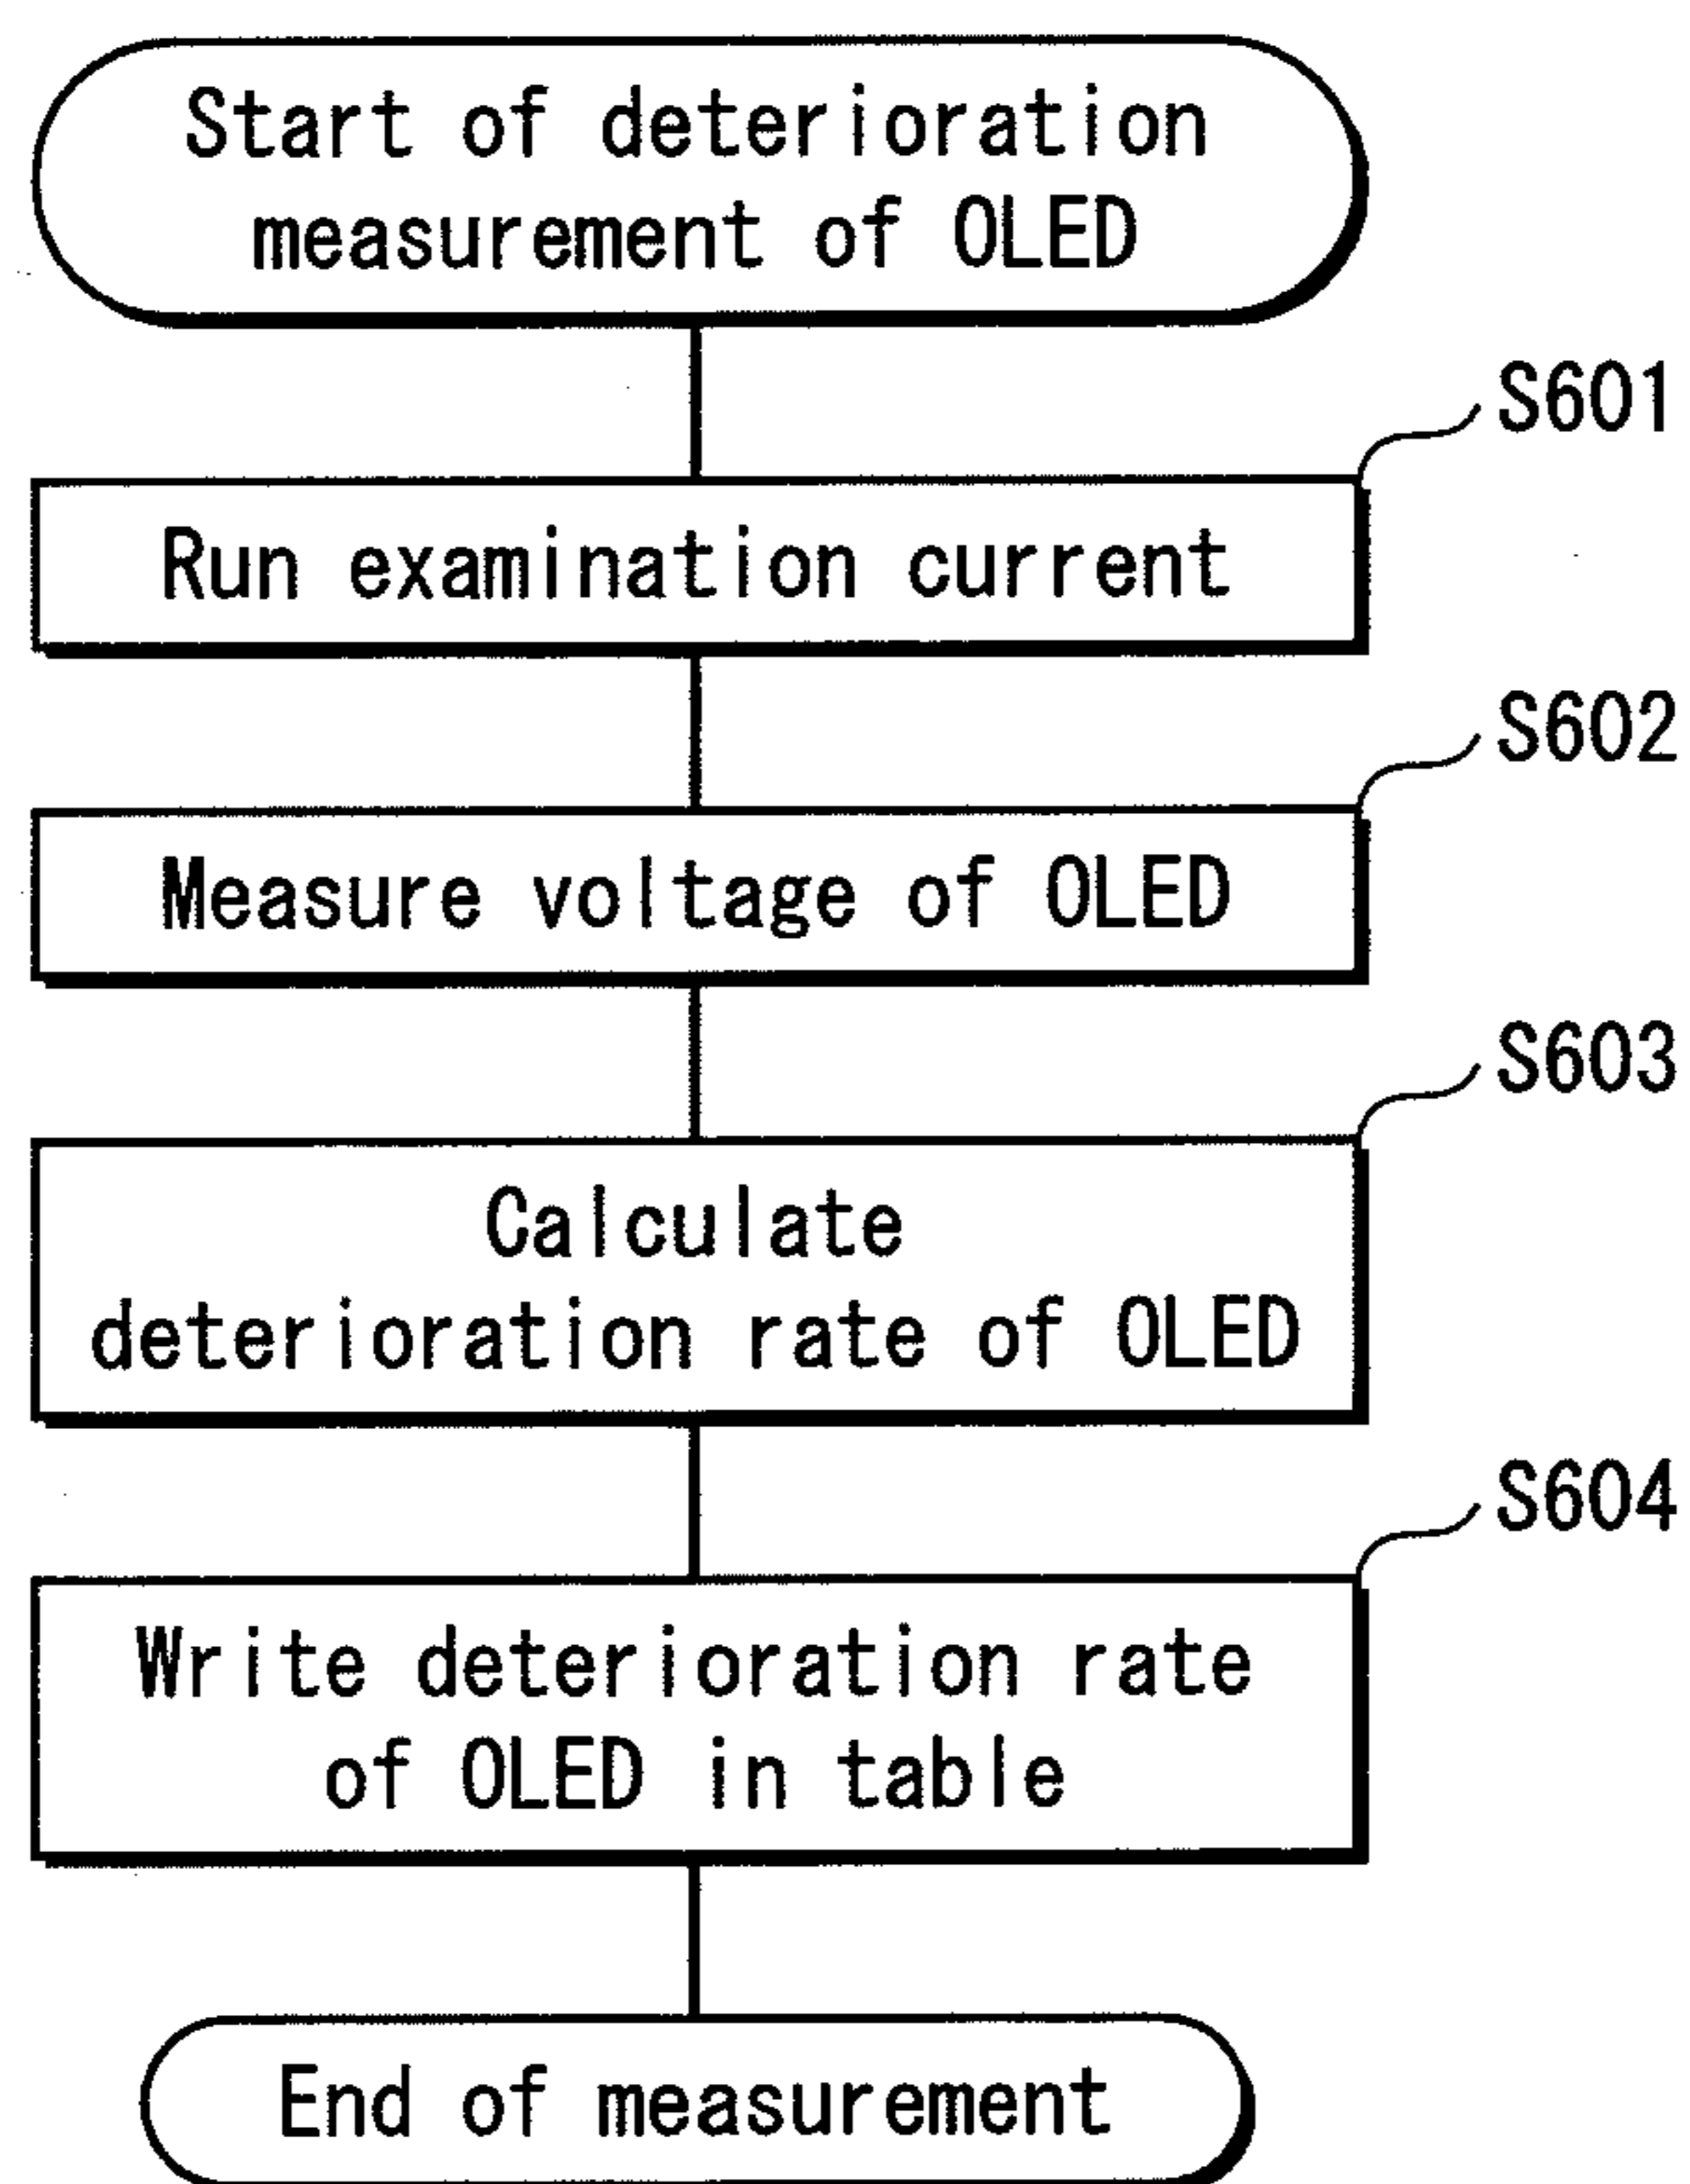 Start of deterioration
measurement of OLED
S601
Run examination current
S602
Measure voltage of OLED
S603
Calculate
deterioration rate of OLED
S604
Write deterioration rate
of OLED in table
End of measurement